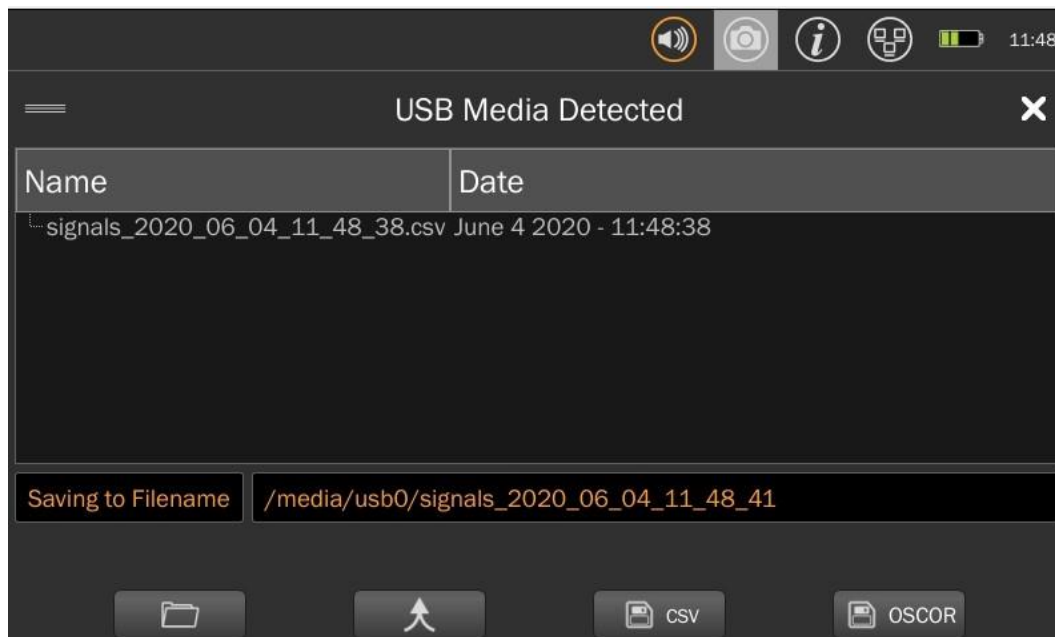 11:48
USB Media Detected
Name Date
signals_2020_06_04_11_48_38.csv June 4 2020 - 11:48:38
Saving to Filename /media/usb0/signals_2020_06_04_11_48_41
CSV OSCOR